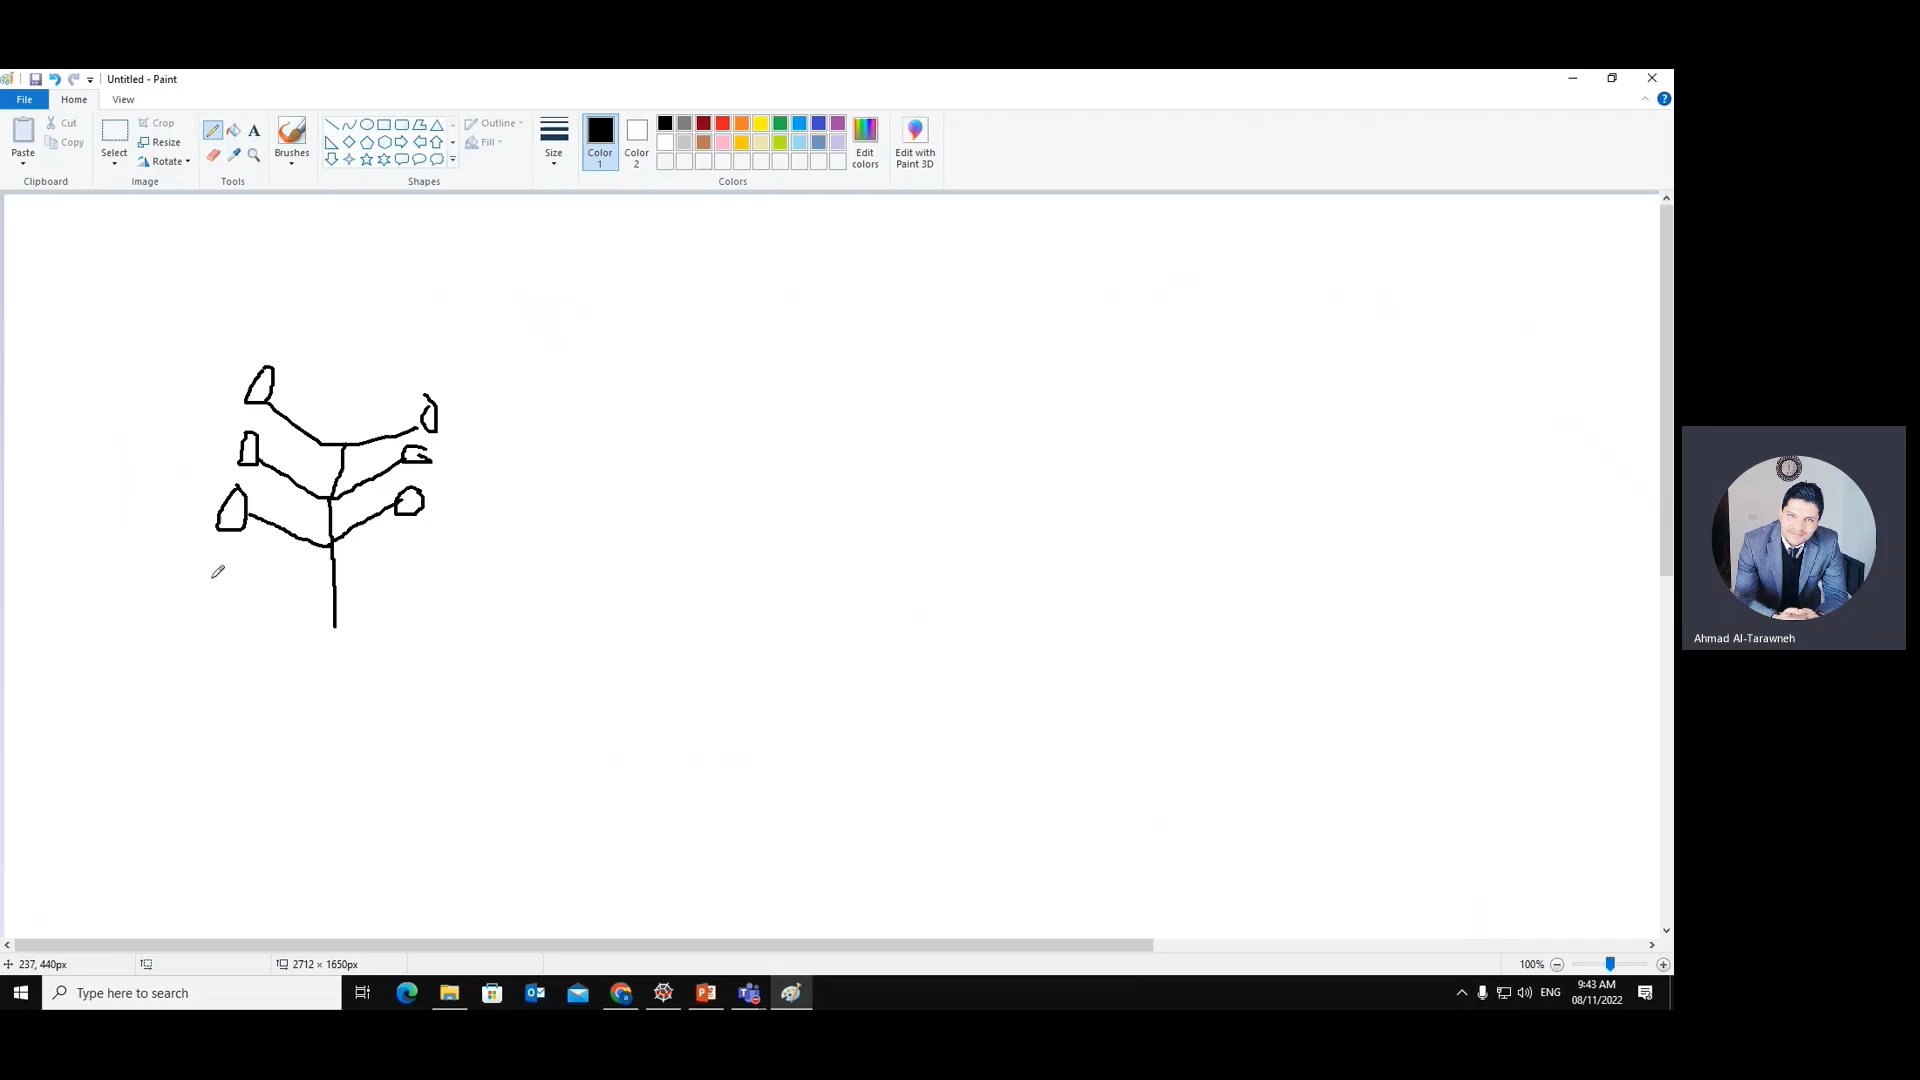 Untitled - Paint
File Home View
Paste
Cut
Copy
Clipboard
Select
Crop
Resize
Rotate
Image
Tools
Brushes
Shapes
Outline
Fill
Size
Color 1
Color 2
Colors
Edit colors
Edit with Paint 3D
Ahmad Al-Tarawneh
237, 440px
2712 × 1650px
100%
Type here to search
ENG
9:43 AM
08/11/2022